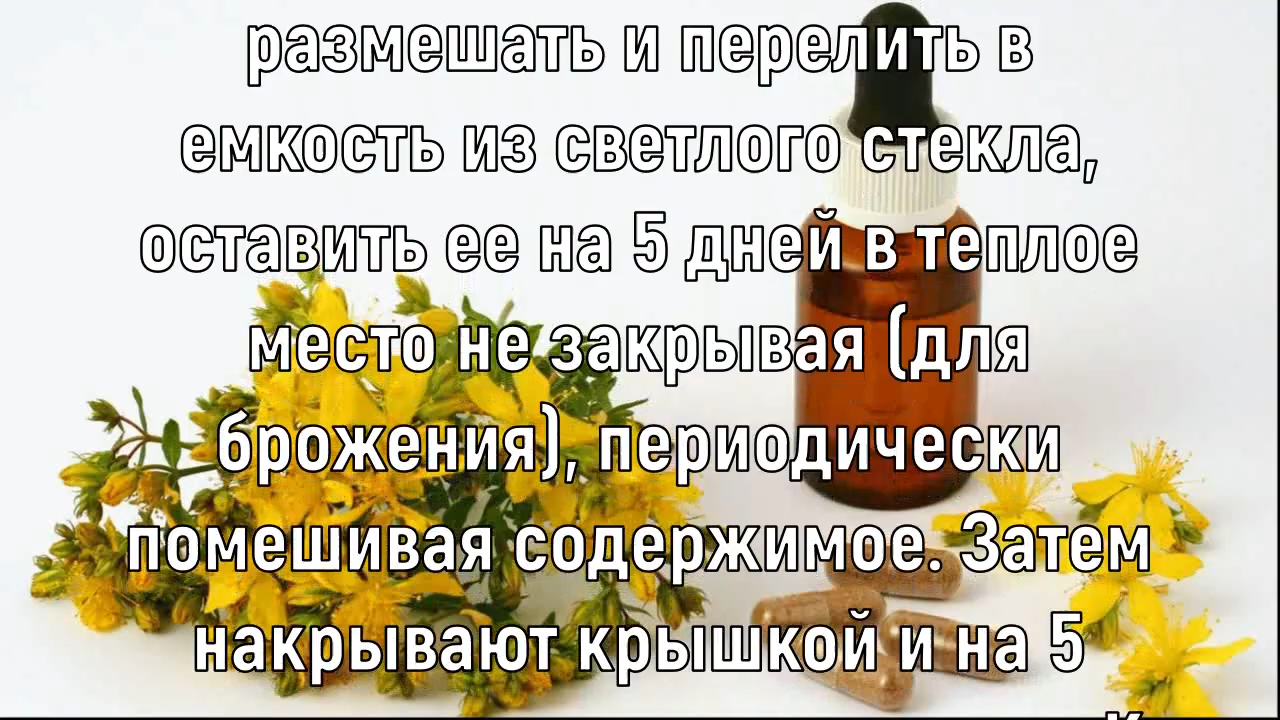 размешать и перелить в
емкость из светлого стекла,
оставить ее на 5 дней в теплое
место не закрывая (для
брожения), периодически
помешивая содержимое. Затем
накрывают крышкой и на 5